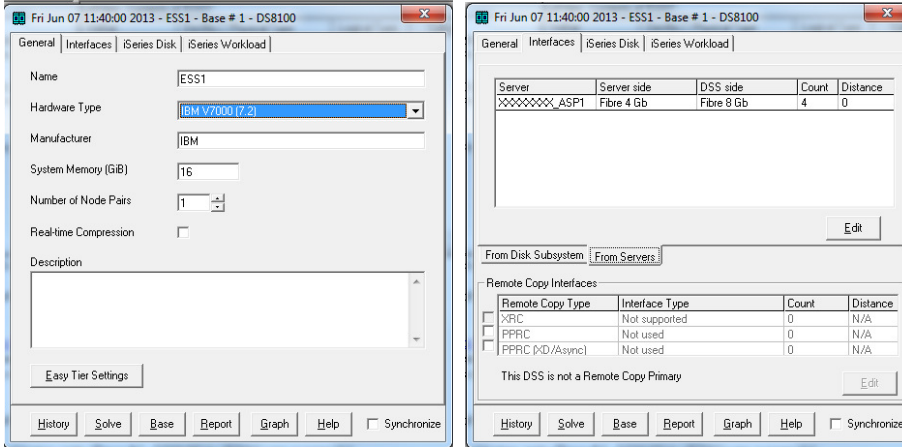 Fri Jun 07 11:40:00 2013 - ESS1 - Base # 1 - DS8100
General Interfaces iSeries Disk iSeries Workload
Name ESS1
Hardware Type IBM V7000 (7.2)
Manufacturer IBM
System Memory (GiB) 16
Number of Node Pairs 1
Real-time Compression
Description
Easy Tier Settings
History Solve Base Report Graph Help Synchronize
Fri Jun 07 11:40:00 2013 - ESS1 - Base # 1 - DS8100
General Interfaces iSeries Disk iSeries Workload
Server Server side DSS side Count Distance
XXXXXXXX_ASP1 Fibre 4 Gb Fibre 8 Gb 4 0
Edit
From Disk Subsystem From Servers
Remote Copy Interfaces
Remote Copy Type Interface Type Count Distance
XRC Not supported 0 N/A
PPRC Not used 0 N/A
PPRC (XD/Async) Not used 0 N/A
This DSS is not a Remote Copy Primary
Edit
History Solve Base Report Graph Help Synchronize